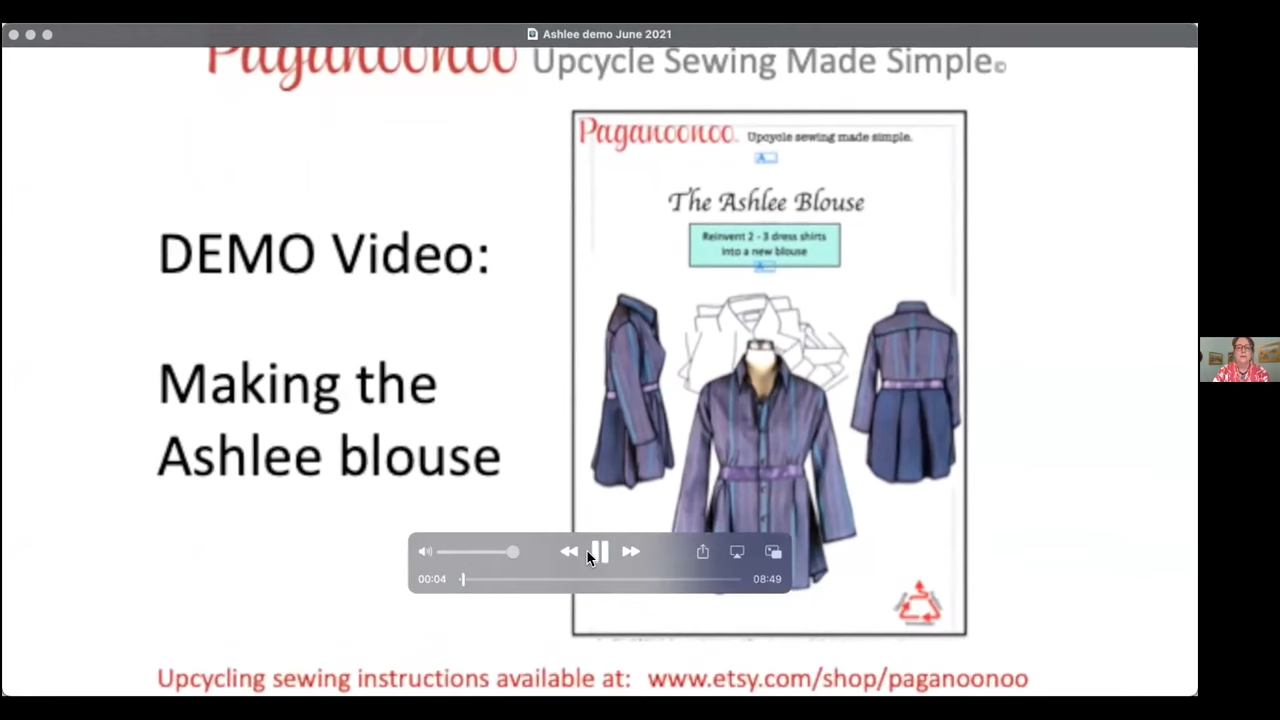 Ashlee demo June 2021
Paganoonoo Upcycle Sewing Made Simple©
Paganoonoo. Upcycle sewing made simple.
The Ashlee Blouse
Reinvent 2 - 3 dress shirts
into a new blouse
DEMO Video:
Making the
Ashlee blouse
00:04
08:49
Upcycling sewing instructions available at: www.etsy.com/shop/paganoonoo